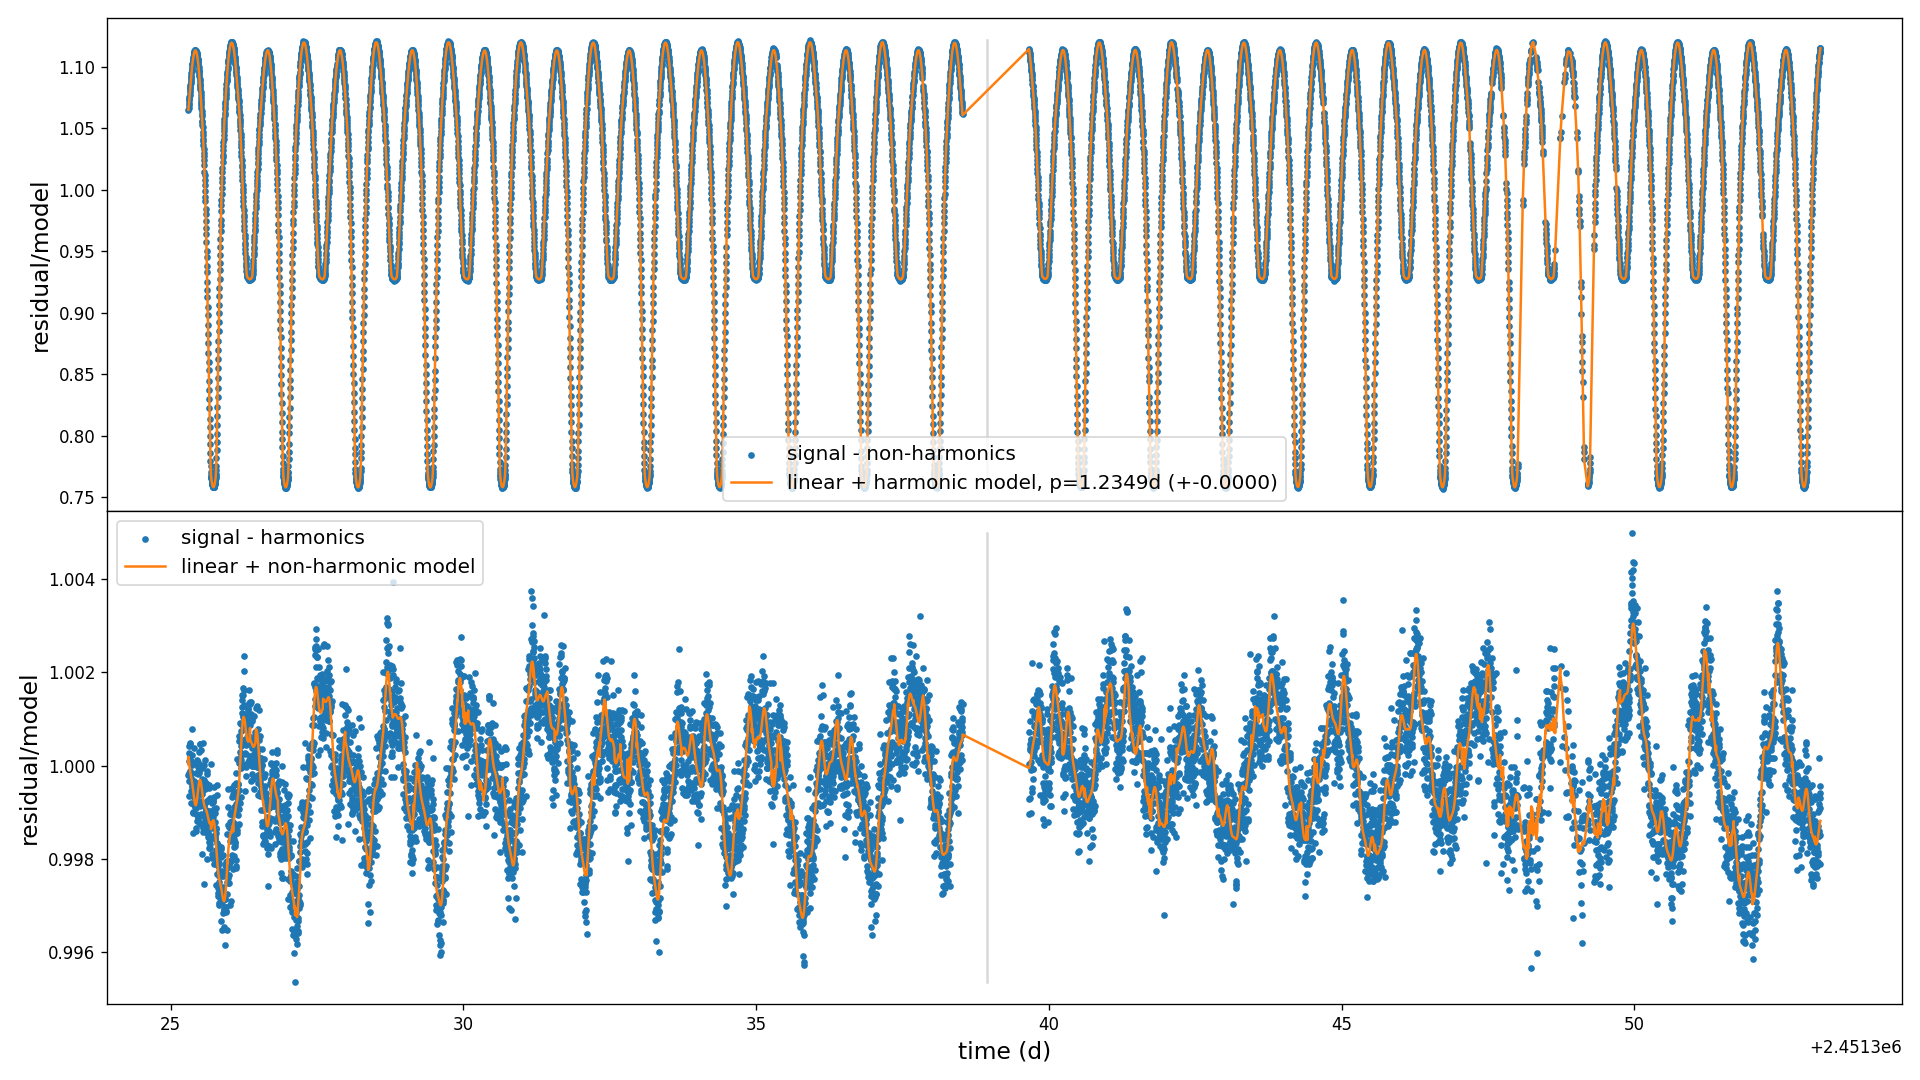 1.10
1.05
1.00
0.95
0.90
0.85
0.80
0.75
residual/model
signal - non-harmonics
linear + harmonic model, p=1.2349d (+-0.0000)
signal - harmonics
linear + non-harmonic model
1.004
1.002
1.000
0.998
0.996
residual/model
25
30
35
40
45
50
time (d)
+2.4513e6